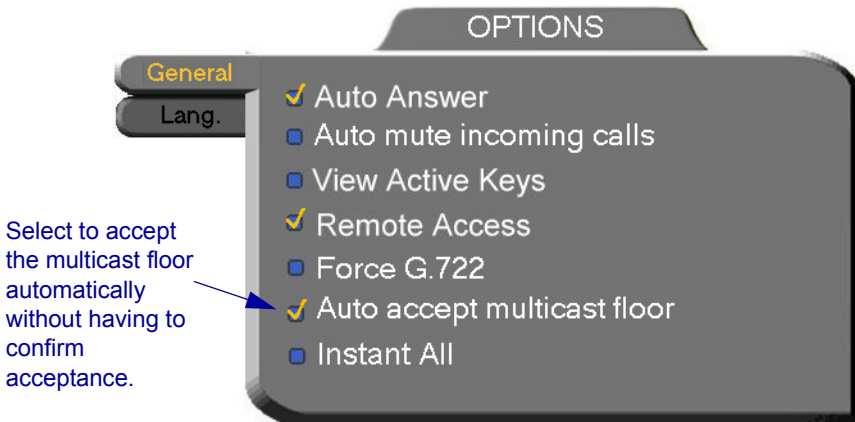 OPTIONS
General
Lang.
Auto Answer
Auto mute incoming calls
View Active Keys
Remote Access
Force G.722
Auto accept multicast floor
Instant All
Select to accept
the multicast floor
automatically
without having to
confirm
acceptance.